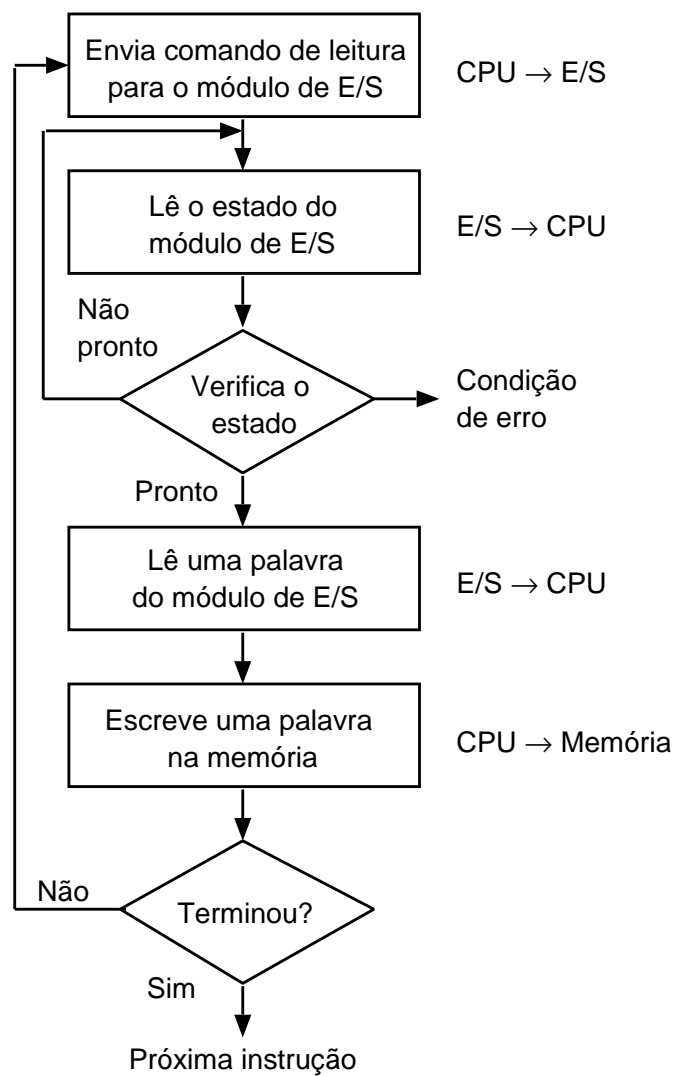 Envia comando de leitura
para o módulo de E/S
CPU → E/S
Lê o estado do
módulo de E/S
E/S → CPU
Não
pronto
Verifica o
estado
Condição
de erro
Pronto
Lê uma palavra
do módulo de E/S
E/S → CPU
Escreve uma palavra
na memória
CPU → Memória
Não
Terminou?
Sim
Próxima instrução